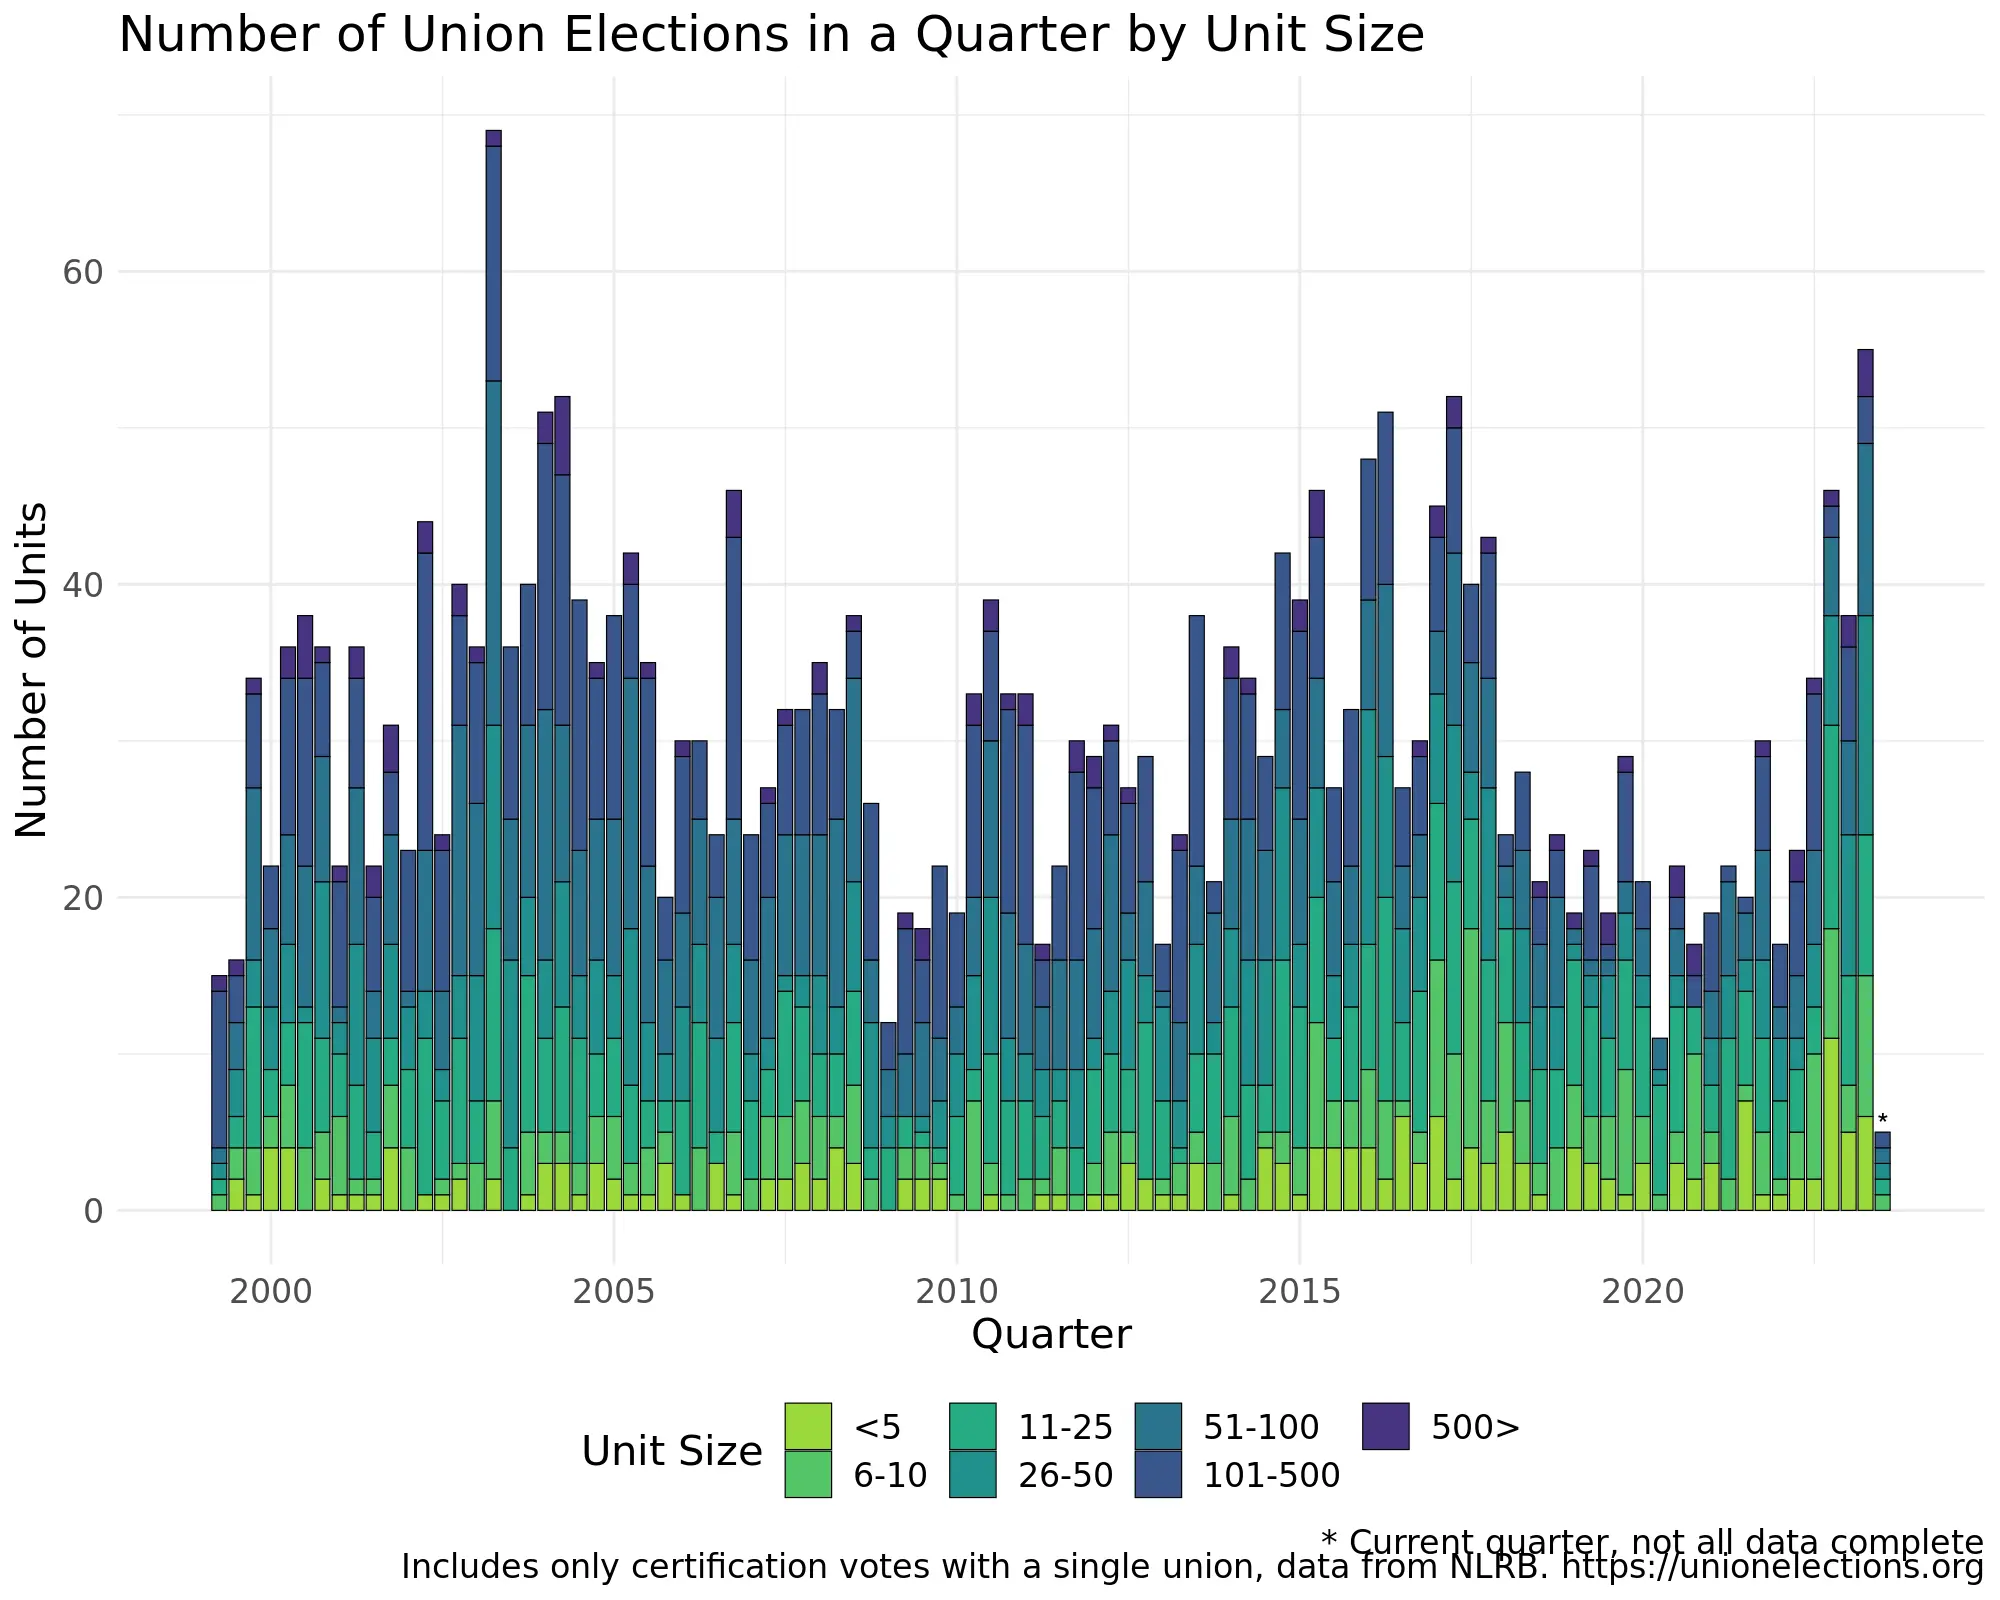 Number of Union Elections in a Quarter by Unit Size
Number of Units
60
40
20
0
*
2000 2005 2010 2015 2020
Quarter
Unit Size
<5 11-25 51-100 500>
6-10 26-50 101-500
* Current quarter, not all data complete
Includes only certification votes with a single union, data from NLRB. https://unionelections.org